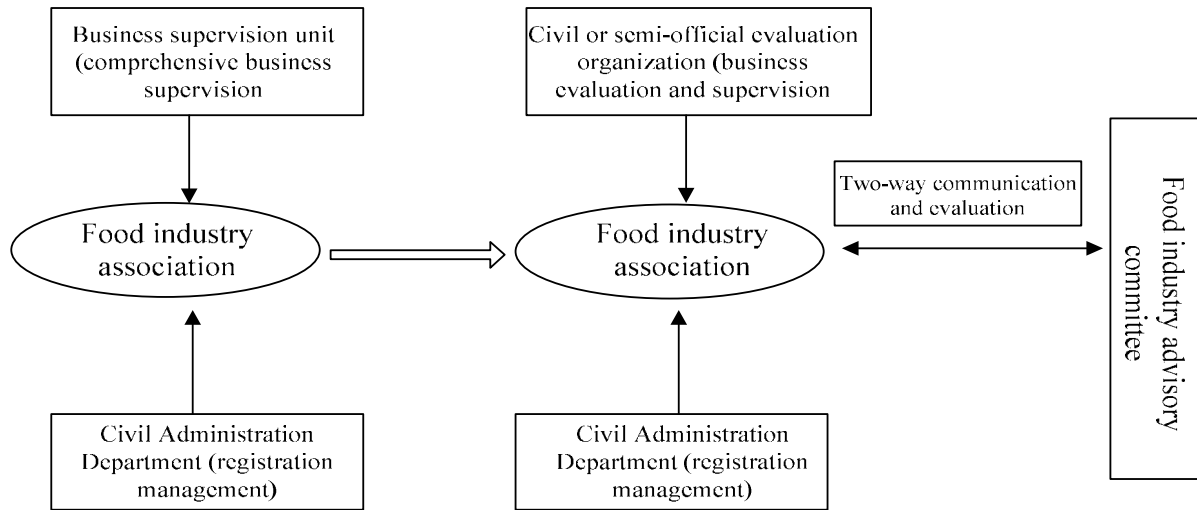 Business supervision unit
(comprehensive business
supervision
Civil or semi-official evaluation
organization (business
evaluation and supervision
Two-way communication
and evaluation
Food industry
association
Food industry
association
Food industry advisory
committee
Civil Administration
Department (registration
management)
Civil Administration
Department (registration
management)